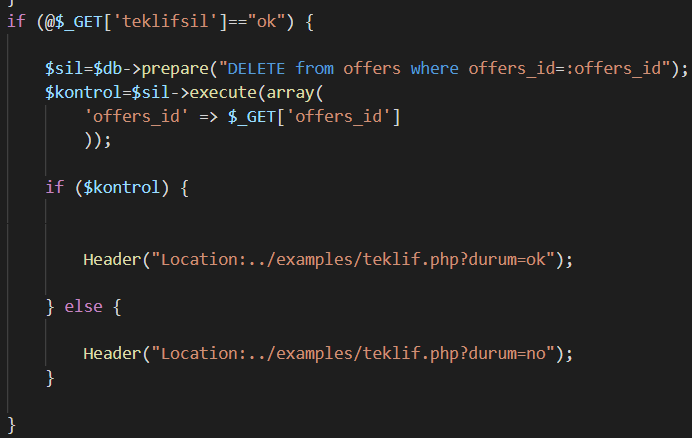 }
if (@$_GET['teklifsil']=="ok") {
$sil=$db->prepare("DELETE from offers where offers_id=:offers_id");
$kontrol=$sil->execute(array(
'offers_id' => $_GET['offers_id']
));
if ($kontrol) {
Header("Location:../examples/teklif.php?durum=ok");
} else {
Header("Location:../examples/teklif.php?durum=no");
}
}